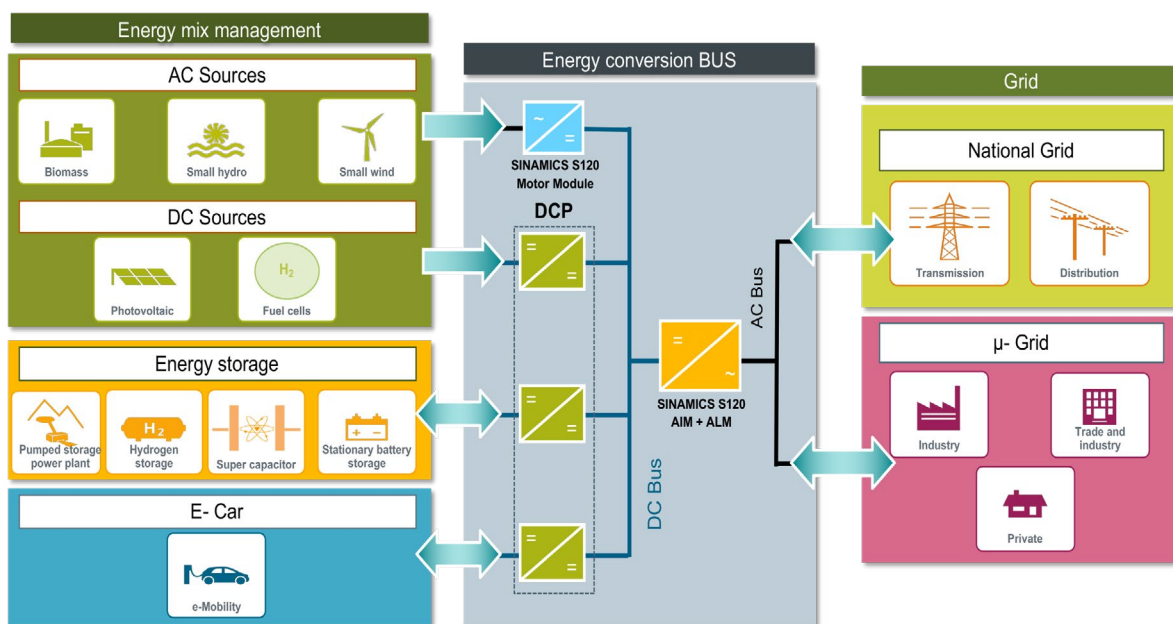 Energy mix management
AC Sources
Biomass
Small hydro
Small wind
DC Sources
H₂
Photovoltaic
Fuel cells
Energy storage
H₂
Pumped storage
power plant
Hydrogen
storage
Super capacitor
Stationary battery
storage
E- Car
e-Mobility
Energy conversion BUS
SINAMICS S120
Motor Module
DCP
DC Bus
SINAMICS S120
AIM + ALM
AC Bus
Grid
National Grid
Transmission
Distribution
µ- Grid
Industry
Trade and
industry
Private